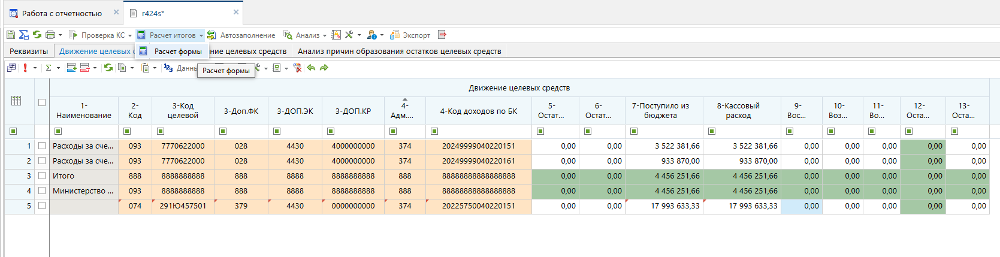 Работа с отчетностью
r424s*
Проверка КС
Расчет итогов
Автозаполнение
Анализ
Экспорт
Реквизиты
Движение целевых с
Расчет формы
ние целевых средств
Анализ причин образования остатков целевых средств
Данны
Расчет формы
Движение целевых средств
1-Наименование 2-Код 3-Код целевой 3-Доп.ФК 3-ДОП.ЭК 3-ДОП.КР 4-Адм.... 4-Код доходов по БК 5-Остат... 6-Остат... 7-Поступило из бюджета 8-Кассовый расход 9-Вос... 10-Воз... 11-Во... 12-Оста... 13-Оста...
1 Расходы за сче... 093 7770622000 028 4430 4000000000 374 20249999040220151 0,00 0,00 3 522 381,66 3 522 381,66 0,00 0,00 0,00 0,00 0,00
2 Расходы за сче... 093 7770622000 028 4430 4000000000 374 20249999040220161 0,00 0,00 933 870,00 933 870,00 0,00 0,00 0,00 0,00 0,00
3 Итого 888 8888888888 888 8888 8888888888 888 88888888888888888 0,00 0,00 4 456 251,66 4 456 251,66 0,00 0,00 0,00 0,00 0,00
4 Министерство ... 093 8888888888 888 8888 8888888888 888 88888888888888888 0,00 0,00 4 456 251,66 4 456 251,66 0,00 0,00 0,00 0,00 0,00
5 074 291Ю457501 379 4430 0000000000 374 20225750040220151 0,00 0,00 17 993 633,33 17 993 633,33 0,00 0,00 0,00 0,00 0,00